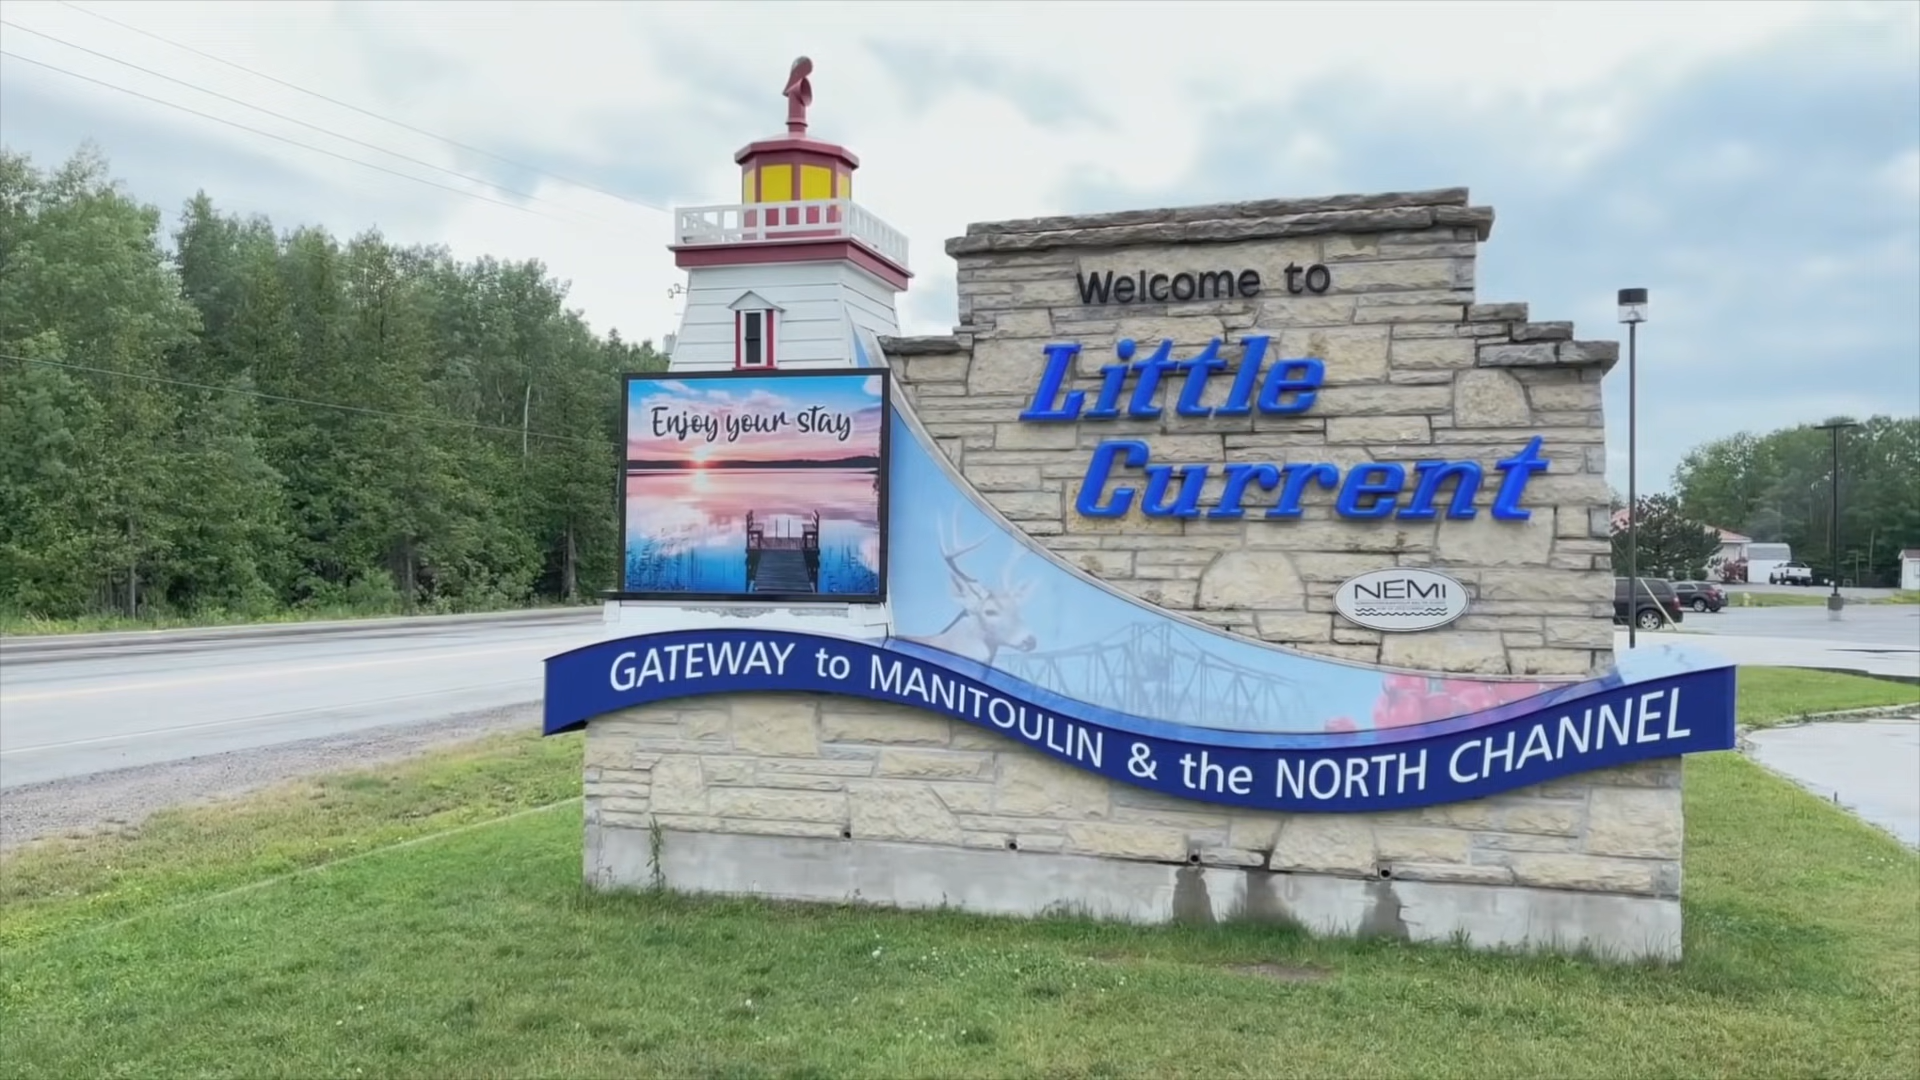 Welcome to
Little
Current
Enjoy your stay
NEMI
GATEWAY to MANITOULIN & the NORTH CHANNEL